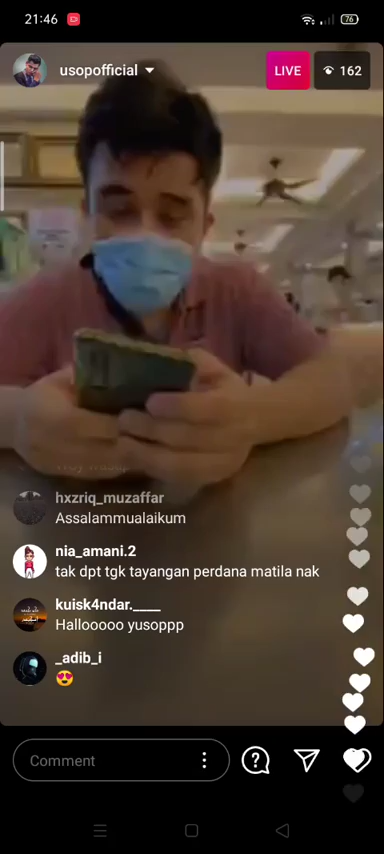 21:46
76
usopofficial
LIVE
162
hxzriq_muzaffar
Assalammualaikum
nia_amani.2
tak dpt tgk tayangan perdana matila nak
kuisk4ndar.____
Hallooooo yusoppp
_adib_i
😍
Comment